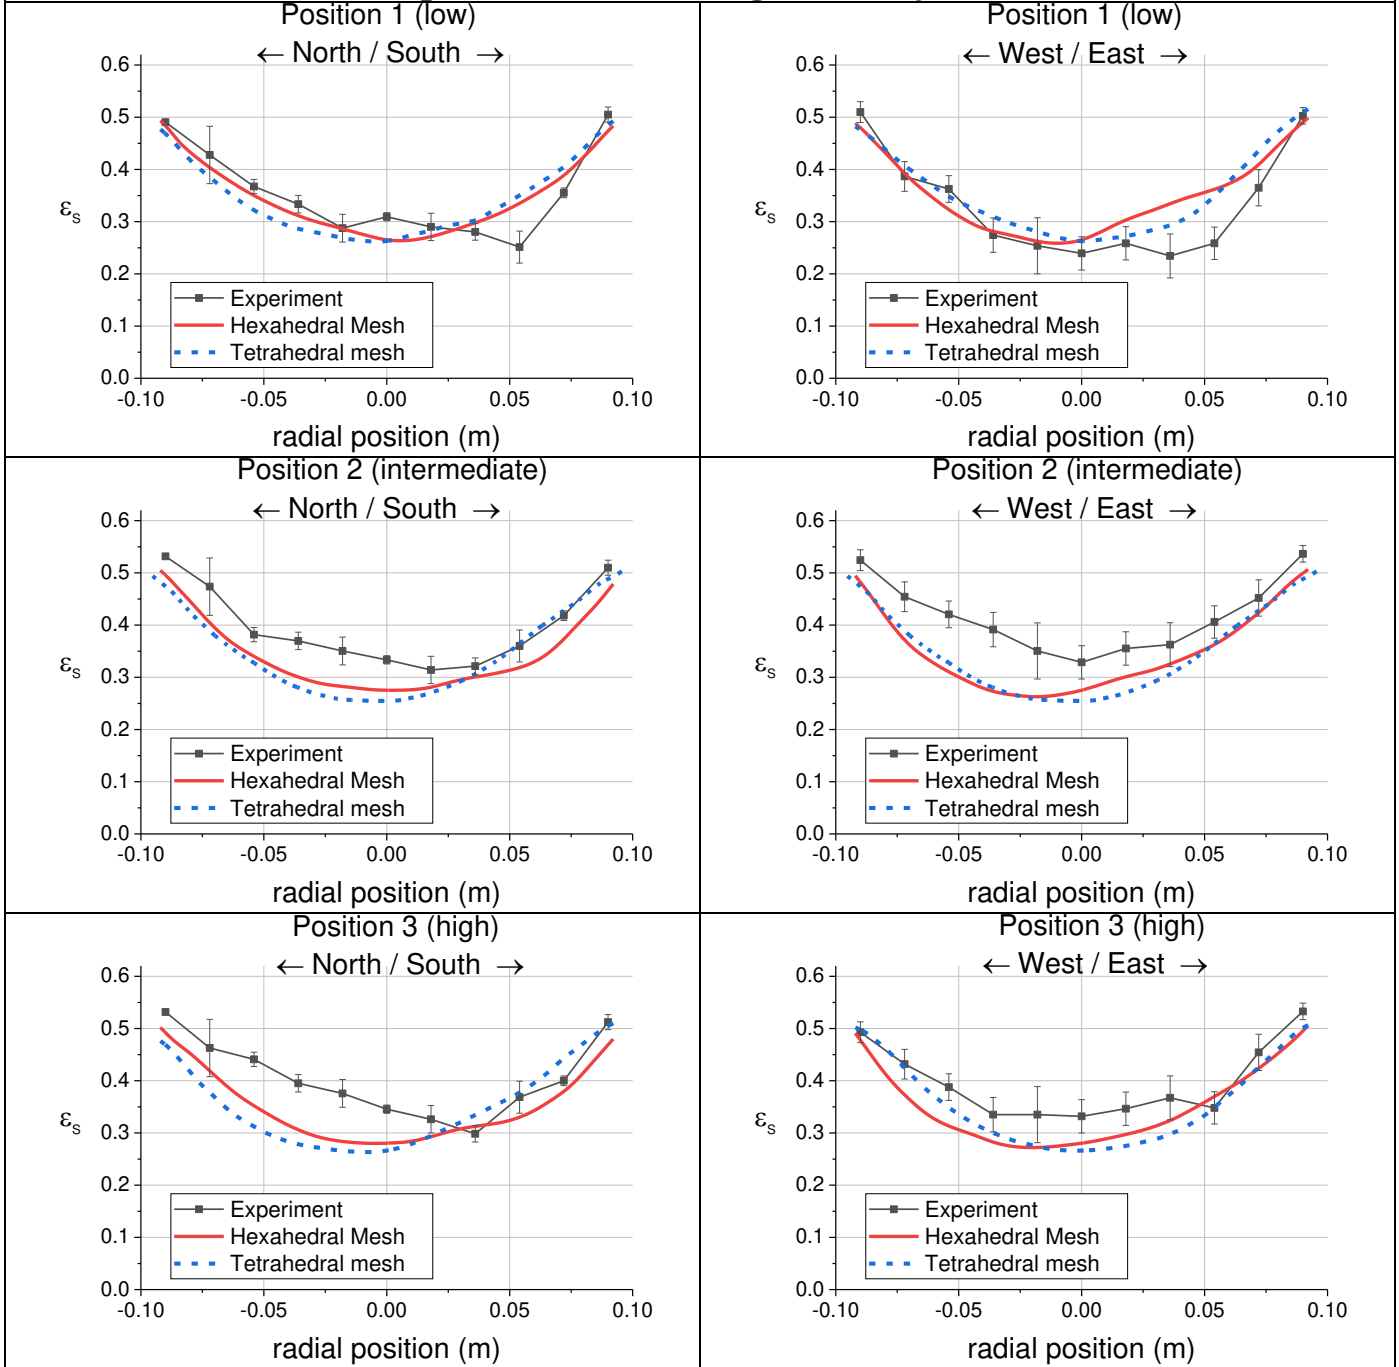 Position 1 (low)
← North / South →
0.6
0.5
0.4
0.3
0.2
0.1
0.0
εs
Experiment
Hexahedral Mesh
Tetrahedral mesh
-0.10 -0.05 0.00 0.05 0.10
radial position (m)
Position 1 (low)
← West / East →
0.6
0.5
0.4
0.3
0.2
0.1
0.0
εs
Experiment
Hexahedral Mesh
Tetrahedral mesh
-0.10 -0.05 0.00 0.05 0.10
radial position (m)
Position 2 (intermediate)
← North / South →
0.6
0.5
0.4
0.3
0.2
0.1
0.0
εs
Experiment
Hexahedral Mesh
Tetrahedral mesh
-0.10 -0.05 0.00 0.05 0.10
radial position (m)
Position 2 (intermediate)
← West / East →
0.6
0.5
0.4
0.3
0.2
0.1
0.0
εs
Experiment
Hexahedral Mesh
Tetrahedral mesh
-0.10 -0.05 0.00 0.05 0.10
radial position (m)
Position 3 (high)
← North / South →
0.6
0.5
0.4
0.3
0.2
0.1
0.0
εs
Experiment
Hexahedral Mesh
Tetrahedral mesh
-0.10 -0.05 0.00 0.05 0.10
radial position (m)
Position 3 (high)
← West / East →
0.6
0.5
0.4
0.3
0.2
0.1
0.0
εs
Experiment
Hexahedral Mesh
Tetrahedral mesh
-0.10 -0.05 0.00 0.05 0.10
radial position (m)